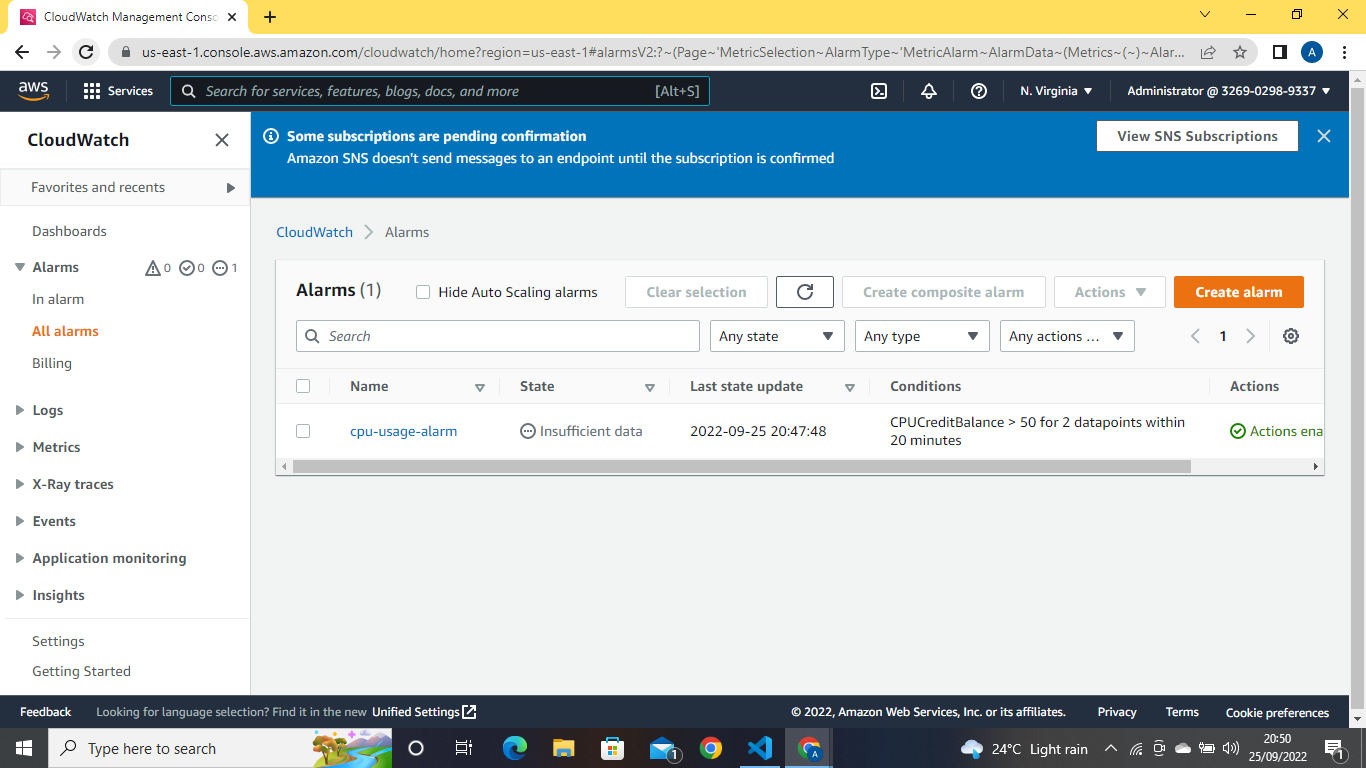 CloudWatch Management Conso
us-east-1.console.aws.amazon.com/cloudwatch/home?region=us-east-1#alarmsV2:?~(Page~'MetricSelection~AlarmType~'MetricAlarm~AlarmData~(Metrics~(~)~Alar...
A
aws
Services
Search for services, features, blogs, docs, and more
[Alt+S]
N. Virginia
Administrator @ 3269-0298-9337
CloudWatch
Favorites and recents
Dashboards
Alarms
0
0
1
In alarm
All alarms
Billing
Logs
Metrics
X-Ray traces
Events
Application monitoring
Insights
Settings
Getting Started
Some subscriptions are pending confirmation
Amazon SNS doesn't send messages to an endpoint until the subscription is confirmed
View SNS Subscriptions
CloudWatch
Alarms
Alarms (1)
Hide Auto Scaling alarms
Clear selection
Create composite alarm
Actions
Create alarm
Search
Any state
Any type
Any actions ...
1
Name
State
Last state update
Conditions
Actions
cpu-usage-alarm
Insufficient data
2022-09-25 20:47:48
CPUCreditBalance > 50 for 2 datapoints within
20 minutes
Actions ena
Feedback
Looking for language selection? Find it in the new Unified Settings
© 2022, Amazon Web Services, Inc. or its affiliates.
Privacy
Terms
Cookie preferences
Type here to search
1
A
24°C Light rain
20:50
25/09/2022
1